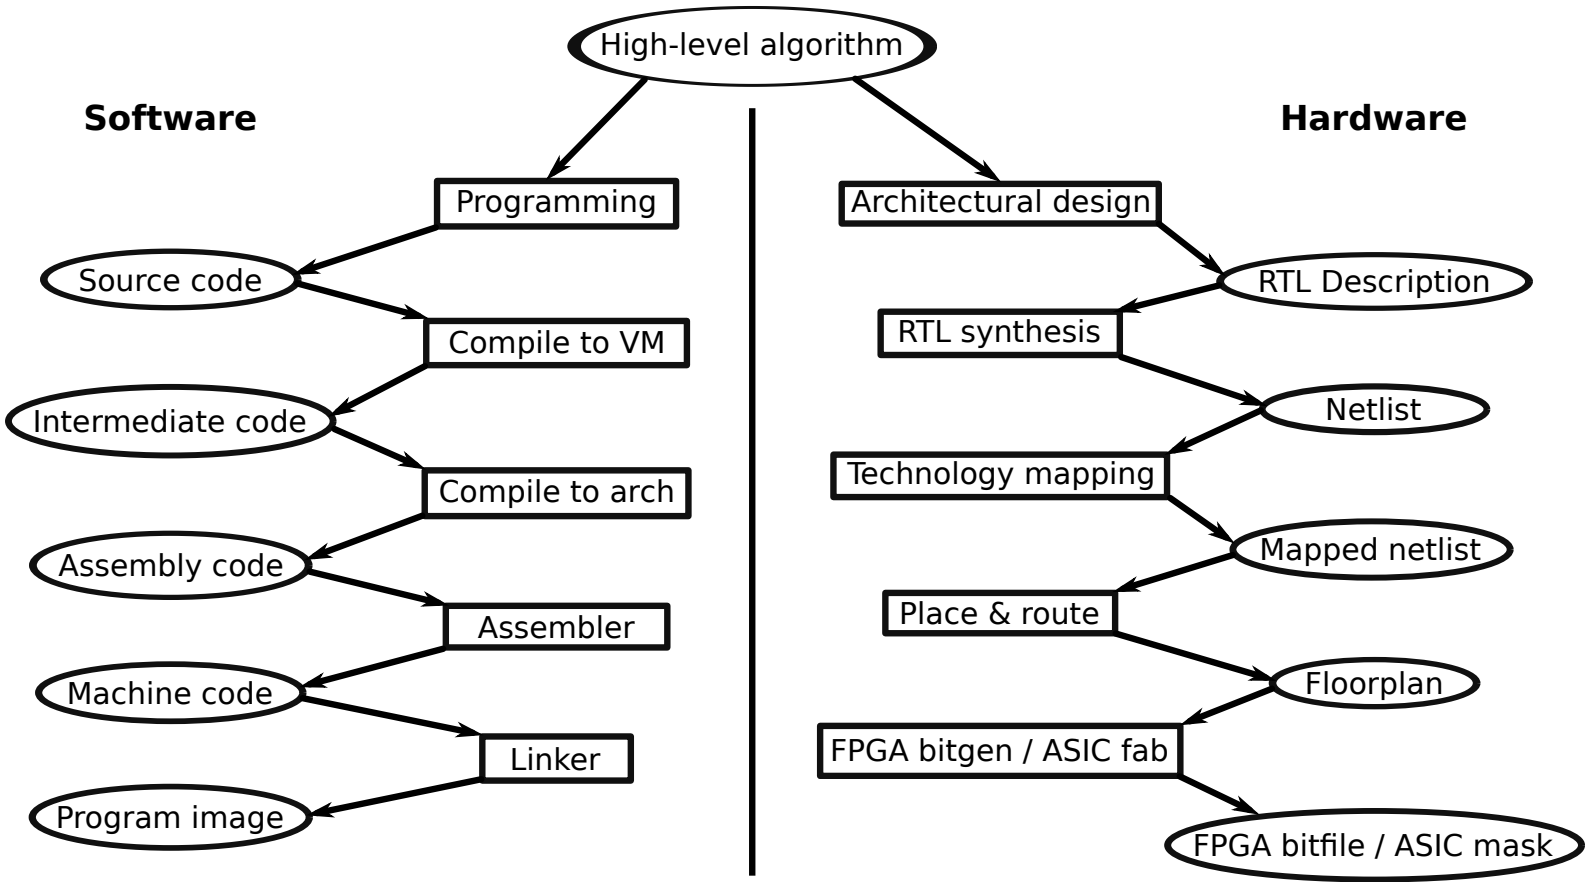 High-level algorithm
Software
Programming
Source code
Compile to VM
Intermediate code
Compile to arch
Assembly code
Assembler
Machine code
Linker
Program image
Hardware
Architectural design
RTL Description
RTL synthesis
Netlist
Technology mapping
Mapped netlist
Place & route
Floorplan
FPGA bitgen / ASIC fab
FPGA bitfile / ASIC mask